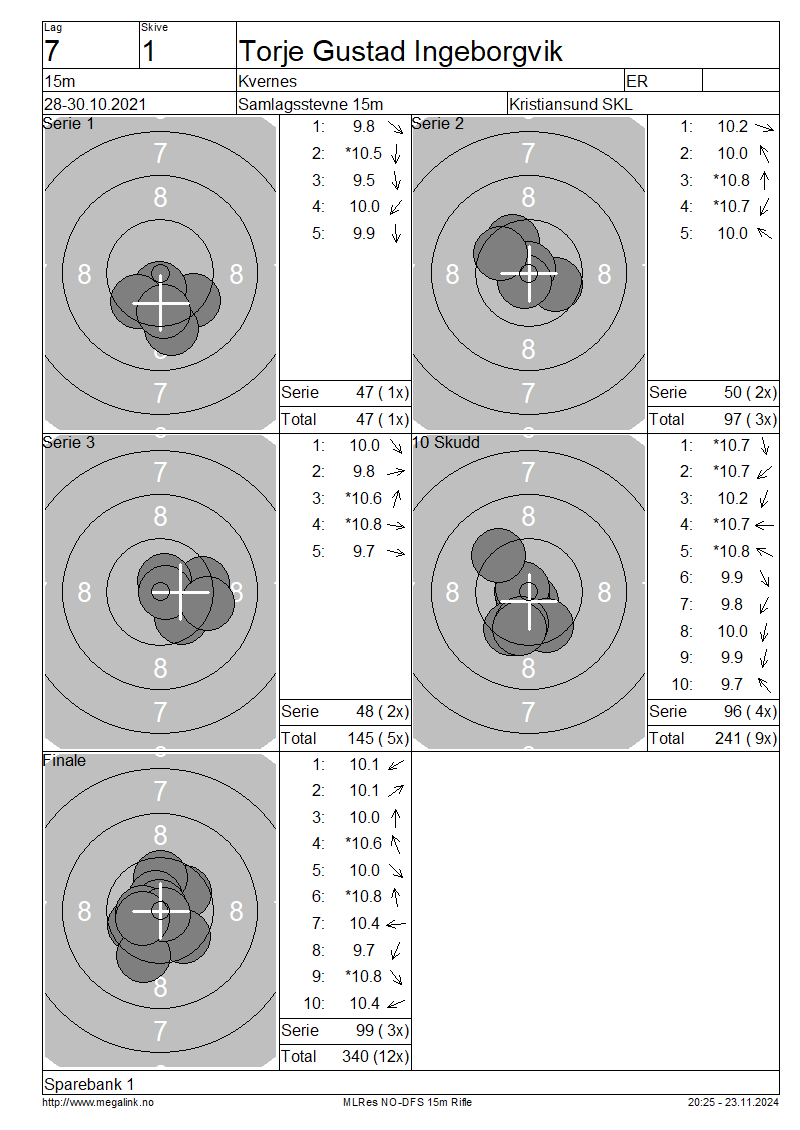 Lag Skive
7 1 Torje Gustad Ingeborgvik
15m Kvernes ER
28-30.10.2021 Samlagsstevne 15m Kristiansund SKL
Serie 1
7
8
8 8
8
7
1: 9.8
2: *10.5
3: 9.5
4: 10.0
5: 9.9
Serie 47 ( 1x)
Total 47 ( 1x)
Serie 2
7
8
8 8
8
7
1: 10.2
2: 10.0
3: *10.8
4: *10.7
5: 10.0
Serie 50 ( 2x)
Total 97 ( 3x)
Serie 3
7
8
8 8
8
7
1: 10.0
2: 9.8
3: *10.6
4: *10.8
5: 9.7
Serie 48 ( 2x)
Total 145 ( 5x)
10 Skudd
7
8
8 8
8
7
1: *10.7
2: *10.7
3: 10.2
4: *10.7
5: *10.8
6: 9.9
7: 9.8
8: 10.0
9: 9.9
10: 9.7
Serie 96 ( 4x)
Total 241 ( 9x)
Finale
7
8
8 8
8
7
1: 10.1
2: 10.1
3: 10.0
4: *10.6
5: 10.0
6: *10.8
7: 10.4
8: 9.7
9: *10.8
10: 10.4
Serie 99 ( 3x)
Total 340 (12x)
Sparebank 1
http://www.megalink.no MLRes NO-DFS 15m Rifle 20:25 - 23.11.2024